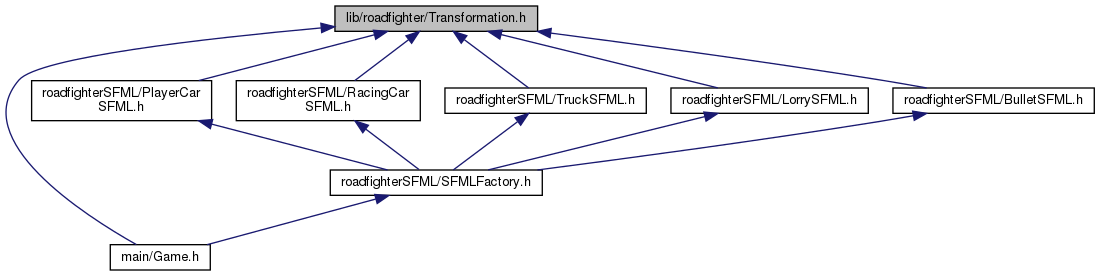 lib/roadfighter/Transformation.h
roadfighterSFML/PlayerCar
SFML.h
roadfighterSFML/RacingCar
SFML.h
roadfighterSFML/TruckSFML.h
roadfighterSFML/LorrySFML.h
roadfighterSFML/BulletSFML.h
roadfighterSFML/SFMLFactory.h
main/Game.h